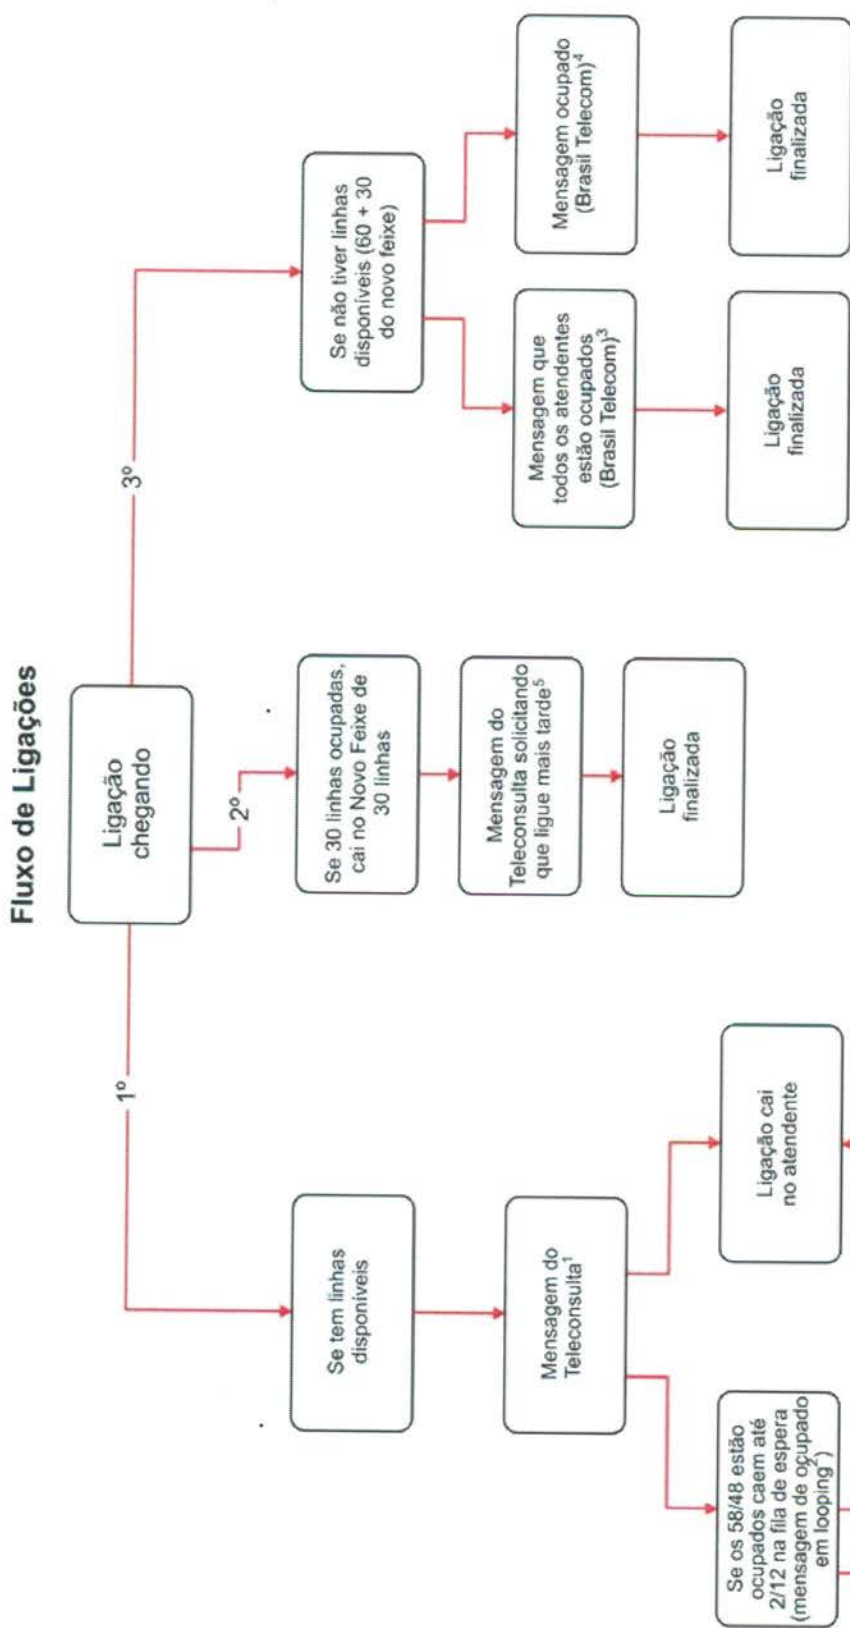 Fluxo de Ligações
Ligação
chegando
1º
2º
3º
Se tem linhas
disponíveis
Mensagem do
Teleconsulta¹
Se os 58/48 estão
ocupados caem até
2/12 na fila de espera
(mensagem de ocupado
em looping²)
Ligação cai
no atendente
Se 30 linhas ocupadas,
cai no Novo Feixe de
30 linhas
Mensagem do
Teleconsulta solicitando
que ligue mais tarde⁵
Ligação
finalizada
Se não tiver linhas
disponíveis (60 + 30
do novo feixe)
Mensagem que
todos os atendentes
estão ocupados
(Brasil Telecom)³
Ligação
finalizada
Mensagem ocupado
(Brasil Telecom)⁴
Ligação
finalizada